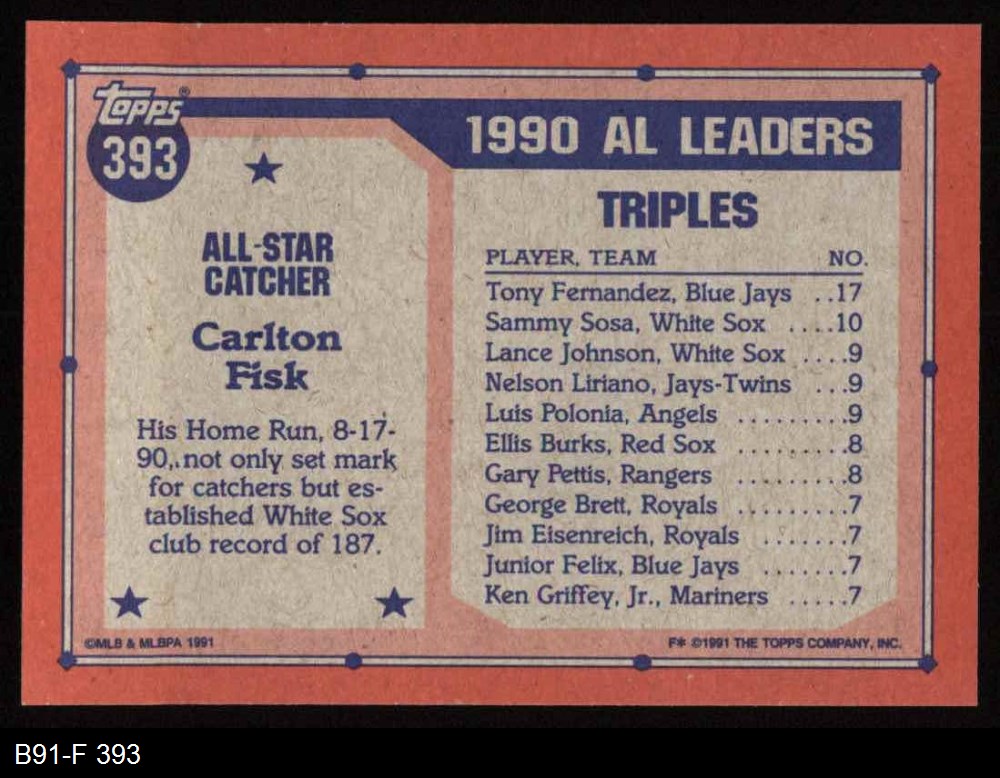 Topps®
393
ALL-STAR
CATCHER
Carlton
Fisk
His Home Run, 8-17-
90, not only set mark
for catchers but es-
tablished White Sox
club record of 187.
©MLB & MLBPA 1991
1990 AL LEADERS
TRIPLES
PLAYER, TEAM NO.
Tony Fernandez, Blue Jays ..17
Sammy Sosa, White Sox ....10
Lance Johnson, White Sox ....9
Nelson Liriano, Jays-Twins ...9
Luis Polonia, Angels .........9
Ellis Burks, Red Sox .........8
Gary Pettis, Rangers .........8
George Brett, Royals .........7
Jim Eisenreich, Royals .......7
Junior Felix, Blue Jays .......7
Ken Griffey, Jr., Mariners .....7
F* ©1991 THE TOPPS COMPANY, INC.
B91-F 393